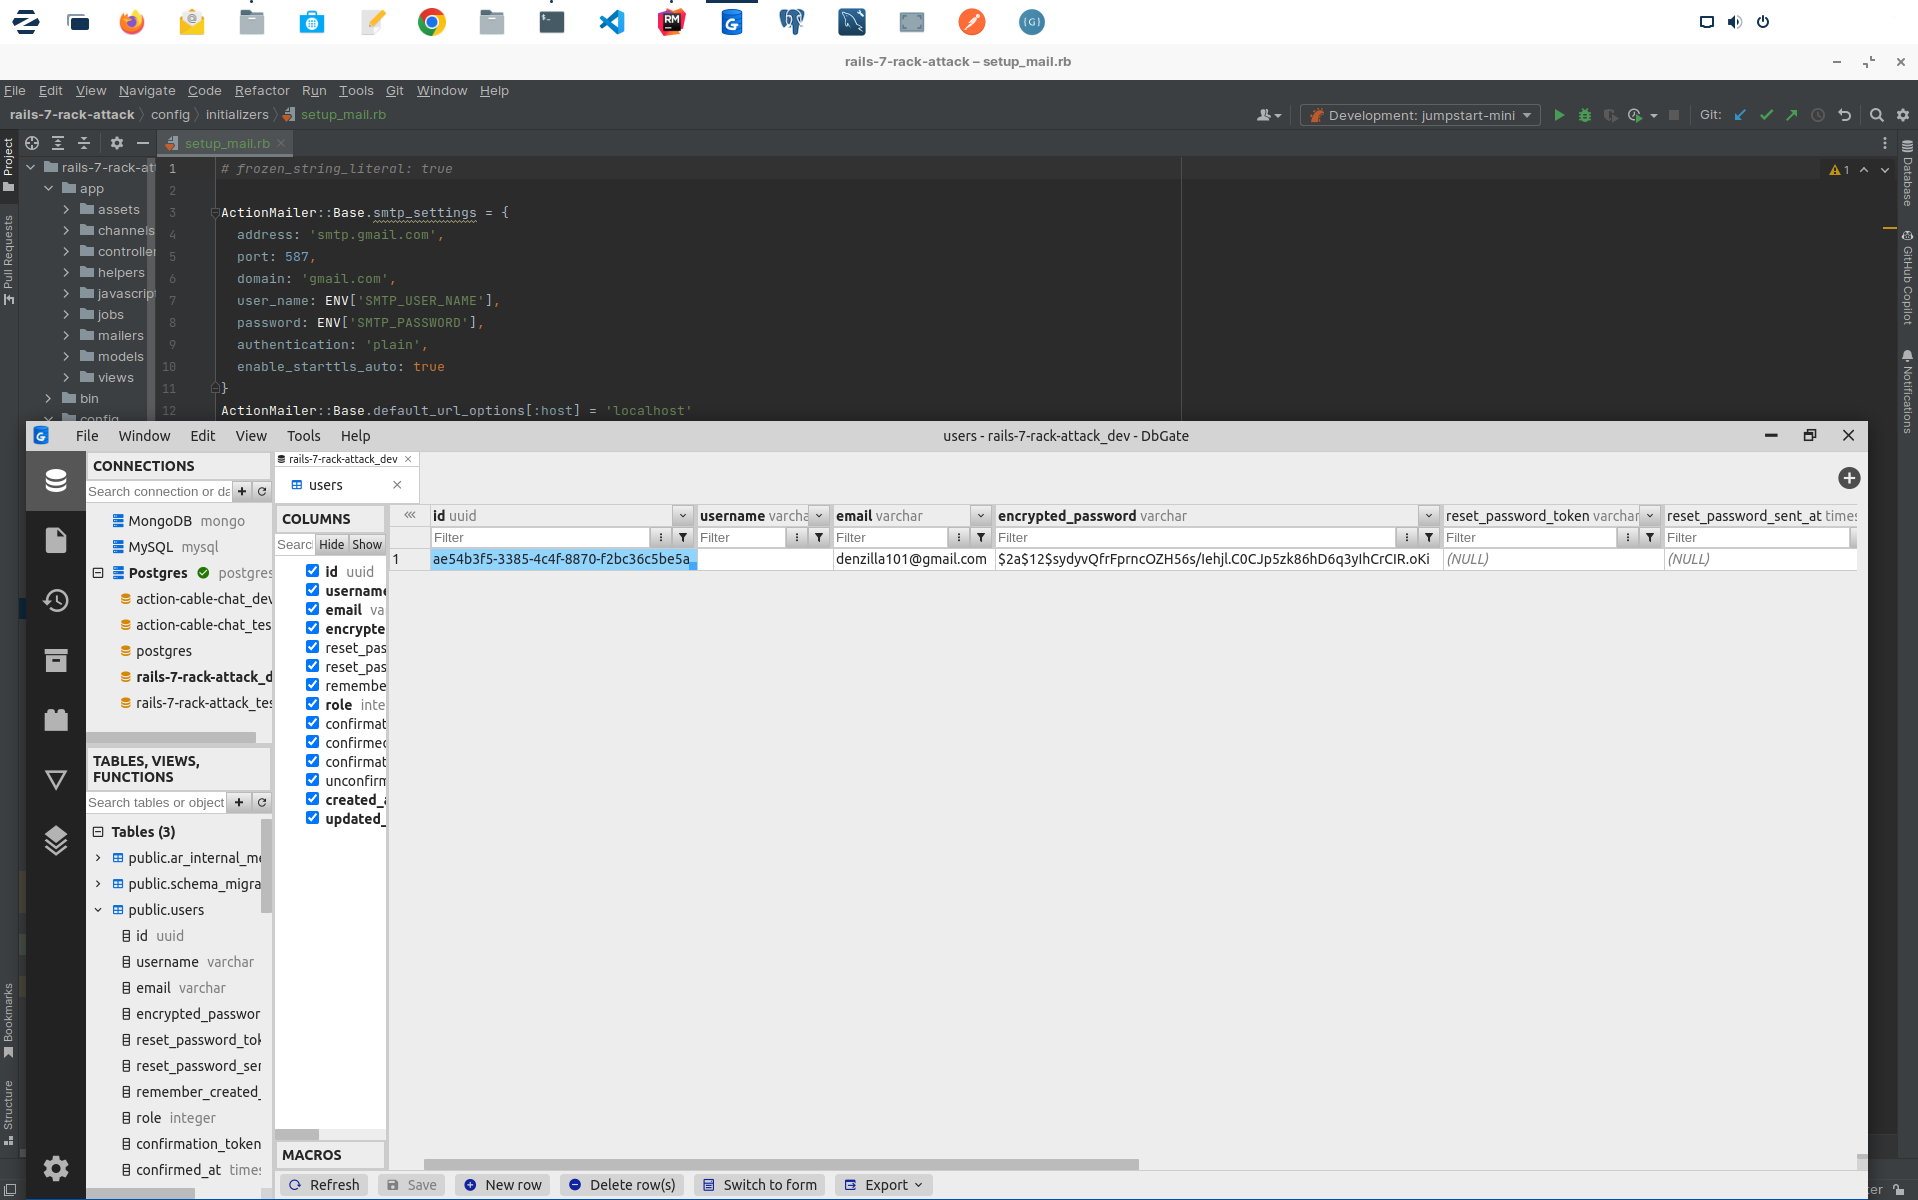 rails-7-rack-attack – setup_mail.rb
File Edit View Navigate Code Refactor Run Tools Git Window Help
rails-7-rack-attack config initializers setup_mail.rb
Development: jumpstart-mini
Git:
setup_mail.rb
Project
Pull Requests
Bookmarks
Structure
rails-7-rack-at
app
assets
channels
controller
helpers
javascrip
jobs
mailers
models
views
bin
config
1 # frozen_string_literal: true
2
3 ActionMailer::Base.smtp_settings = {
4 address: 'smtp.gmail.com',
5 port: 587,
6 domain: 'gmail.com',
7 user_name: ENV['SMTP_USER_NAME'],
8 password: ENV['SMTP_PASSWORD'],
9 authentication: 'plain',
10 enable_starttls_auto: true
11 }
12 ActionMailer::Base.default_url_options[:host] = 'localhost'
1
Database
GitHub Copilot
Notifications
File Window Edit View Tools Help
users - rails-7-rack-attack_dev - DbGate
CONNECTIONS
Search connection or da
MongoDB mongo
MySQL mysql
Postgres postgres
action-cable-chat_dev
action-cable-chat_tes
postgres
rails-7-rack-attack_d
rails-7-rack-attack_tes
TABLES, VIEWS,
FUNCTIONS
Search tables or object
Tables (3)
public.ar_internal_me
public.schema_migra
public.users
id uuid
username varchar
email varchar
encrypted_passwor
reset_password_tok
reset_password_ser
remember_created_
role integer
confirmation_token
confirmed_at times
rails-7-rack-attack_dev
users
COLUMNS
Searc Hide Show
id uuid
username
email va
encrypte
reset_pas
reset_pas
remembe
role inte
confirmat
confirmed
confirmat
unconfirm
created_a
updated_
MACROS
id uuid username varcha email varchar encrypted_password varchar reset_password_token varchar reset_password_sent_at times
Filter Filter Filter Filter Filter Filter
1 ae54b3f5-3385-4c4f-8870-f2bc36c5be5a denzilla101@gmail.com $2a$12$sydyvQfrFprncOZH56s/Iehjl.C0CJp5zk86hD6q3yIhCrCIR.oKi (NULL) (NULL)
Refresh Save New row Delete row(s) Switch to form Export